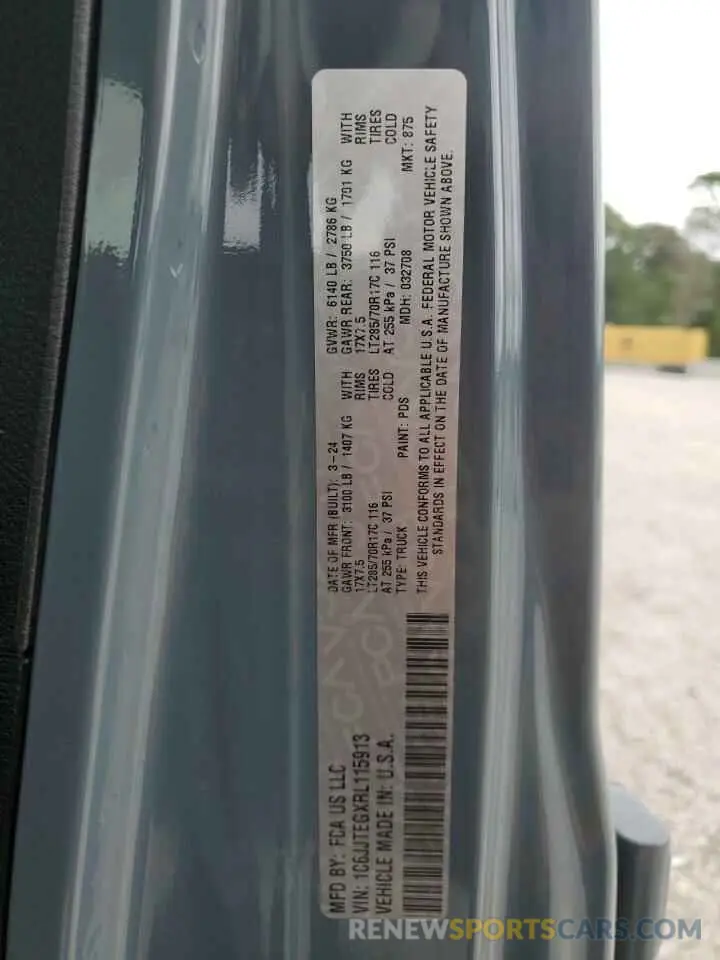 MFD BY: FCA US LLC
VIN: 1C6JJTEGXRL115913
VEHICLE MADE IN: U.S.A.
DATE OF MFR (BUILT): 3-24
GVWR: 6140 LB / 2786 KG
GAWR FRONT: 3100 LB / 1407 KG WITH
GAWR REAR: 3750 LB / 1701 KG WITH
17X7.5 RIMS
17X7.5 RIMS
LT285/70R17C 116 TIRES
LT285/70R17C 116 TIRES
AT 255 kPa / 37 PSI COLD
AT 255 kPa / 37 PSI COLD
TYPE: TRUCK PAINT: PDS MDH: 032708 MKT: 875
THIS VEHICLE CONFORMS TO ALL APPLICABLE U.S.A. FEDERAL MOTOR VEHICLE SAFETY
STANDARDS IN EFFECT ON THE DATE OF MANUFACTURE SHOWN ABOVE.
RENEWSPORTSCARS.COM